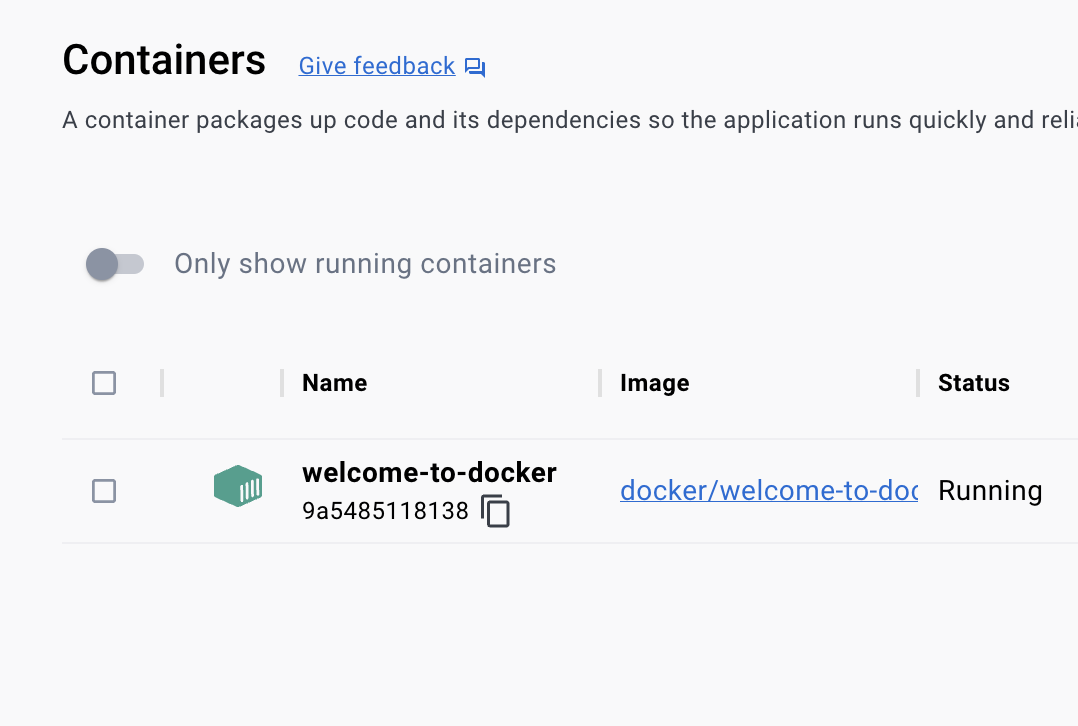 Containers Give feedback
A container packages up code and its dependencies so the application runs quickly and reli
Only show running containers
Name Image Status
welcome-to-docker
9a5485118138
docker/welcome-to-doc Running